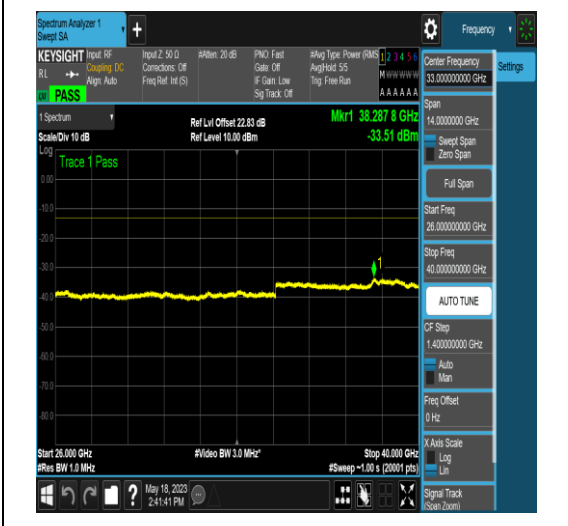 Spectrum Analyzer 1
Swept SA
Frequency
KEYSIGHT
RL
PASS
Input: RF
Coupling: DC
Align: Auto
Input Z: 50 Ω
Corrections: Off
Freq Ref: Int (S)
#Atten: 20 dB
PNO: Fast
Gate: Off
IF Gain: Low
Sig Track: Off
#Avg Type: Power (RMS
Avg|Hold: 5/5
Trig: Free Run
1 2 3 4 5 6
M W W W W W
A A A A A A
1 Spectrum
Scale/Div 10 dB
Ref Lvl Offset 22.83 dB
Ref Level 10.00 dBm
Mkr1 38.287 8 GHz
-33.51 dBm
Log
Trace 1 Pass
0.00
-10.0
-20.0
-30.0
-40.0
-50.0
-60.0
-70.0
-80.0
1
Start 26.000 GHz
#Res BW 1.0 MHz
#Video BW 3.0 MHz*
Stop 40.000 GHz
#Sweep ~1.00 s (20001 pts)
May 18, 2023
2:41:41 PM
Center Frequency
33.000000000 GHz
Settings
Span
14.0000000 GHz
Swept Span
Zero Span
Full Span
Start Freq
26.000000000 GHz
Stop Freq
40.000000000 GHz
AUTO TUNE
CF Step
1.400000000 GHz
Auto
Man
Freq Offset
0 Hz
X Axis Scale
Log
Lin
Signal Track
(Span Zoom)